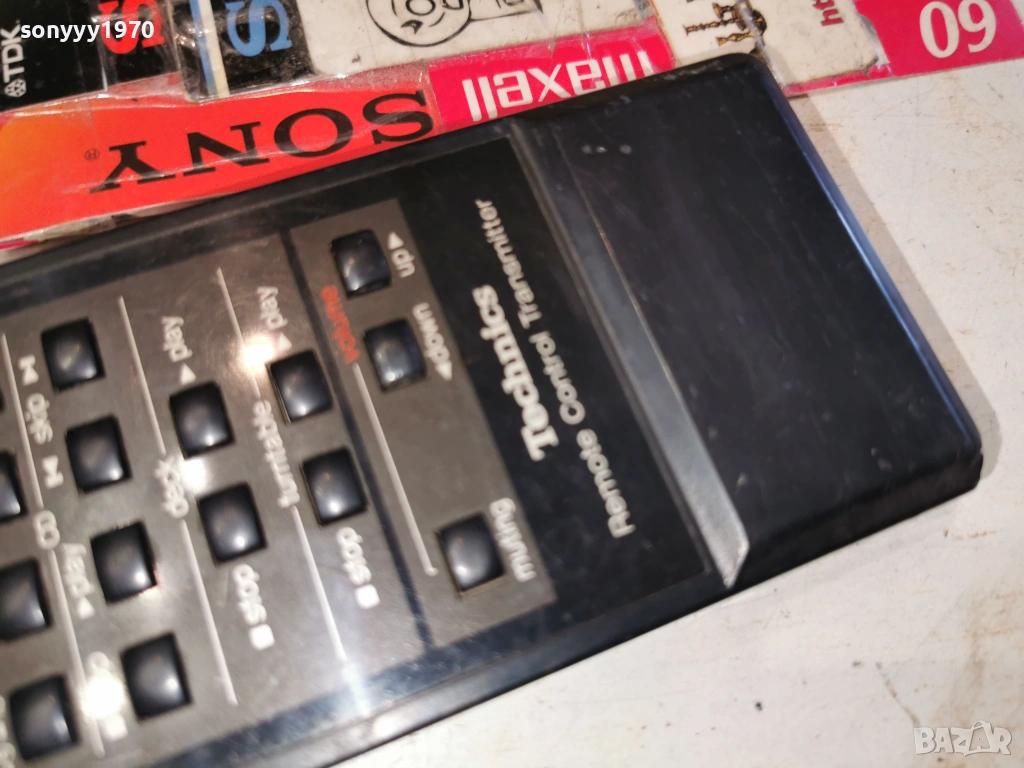 sonyyy1970
TDK
S
S
ht
60
maxell
SONY
®
Technics
Remote Control Transmitter
up
down
volume
muting
play
turntable
stop
play
deck
stop
skip
CD
play
BAZAR